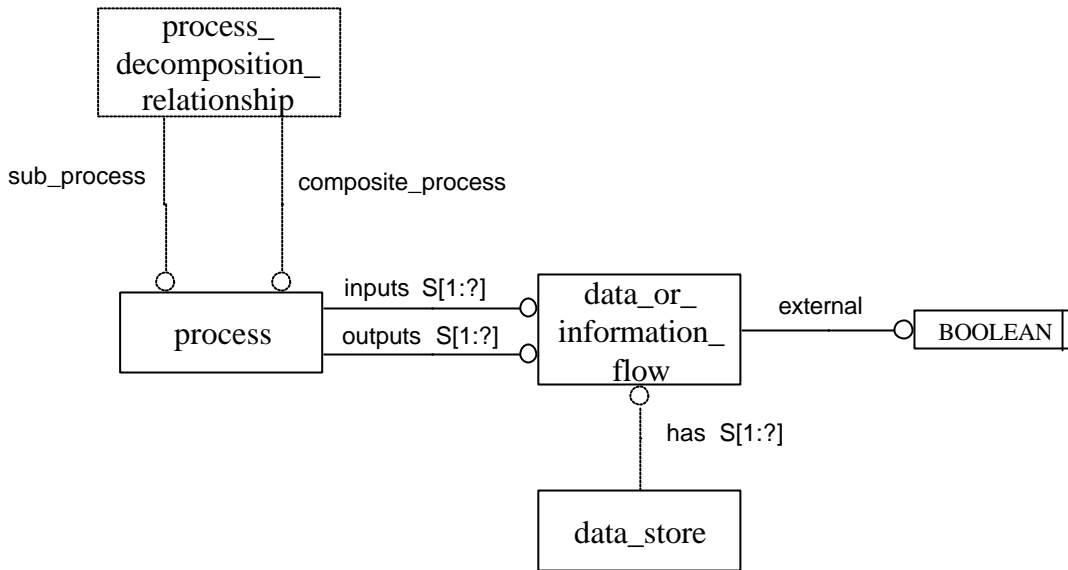 process_
decomposition_
relationship
sub_process
composite_process
process
inputs S[1:?]
outputs S[1:?]
data_or_
information_
flow
external
BOOLEAN
has S[1:?]
data_store